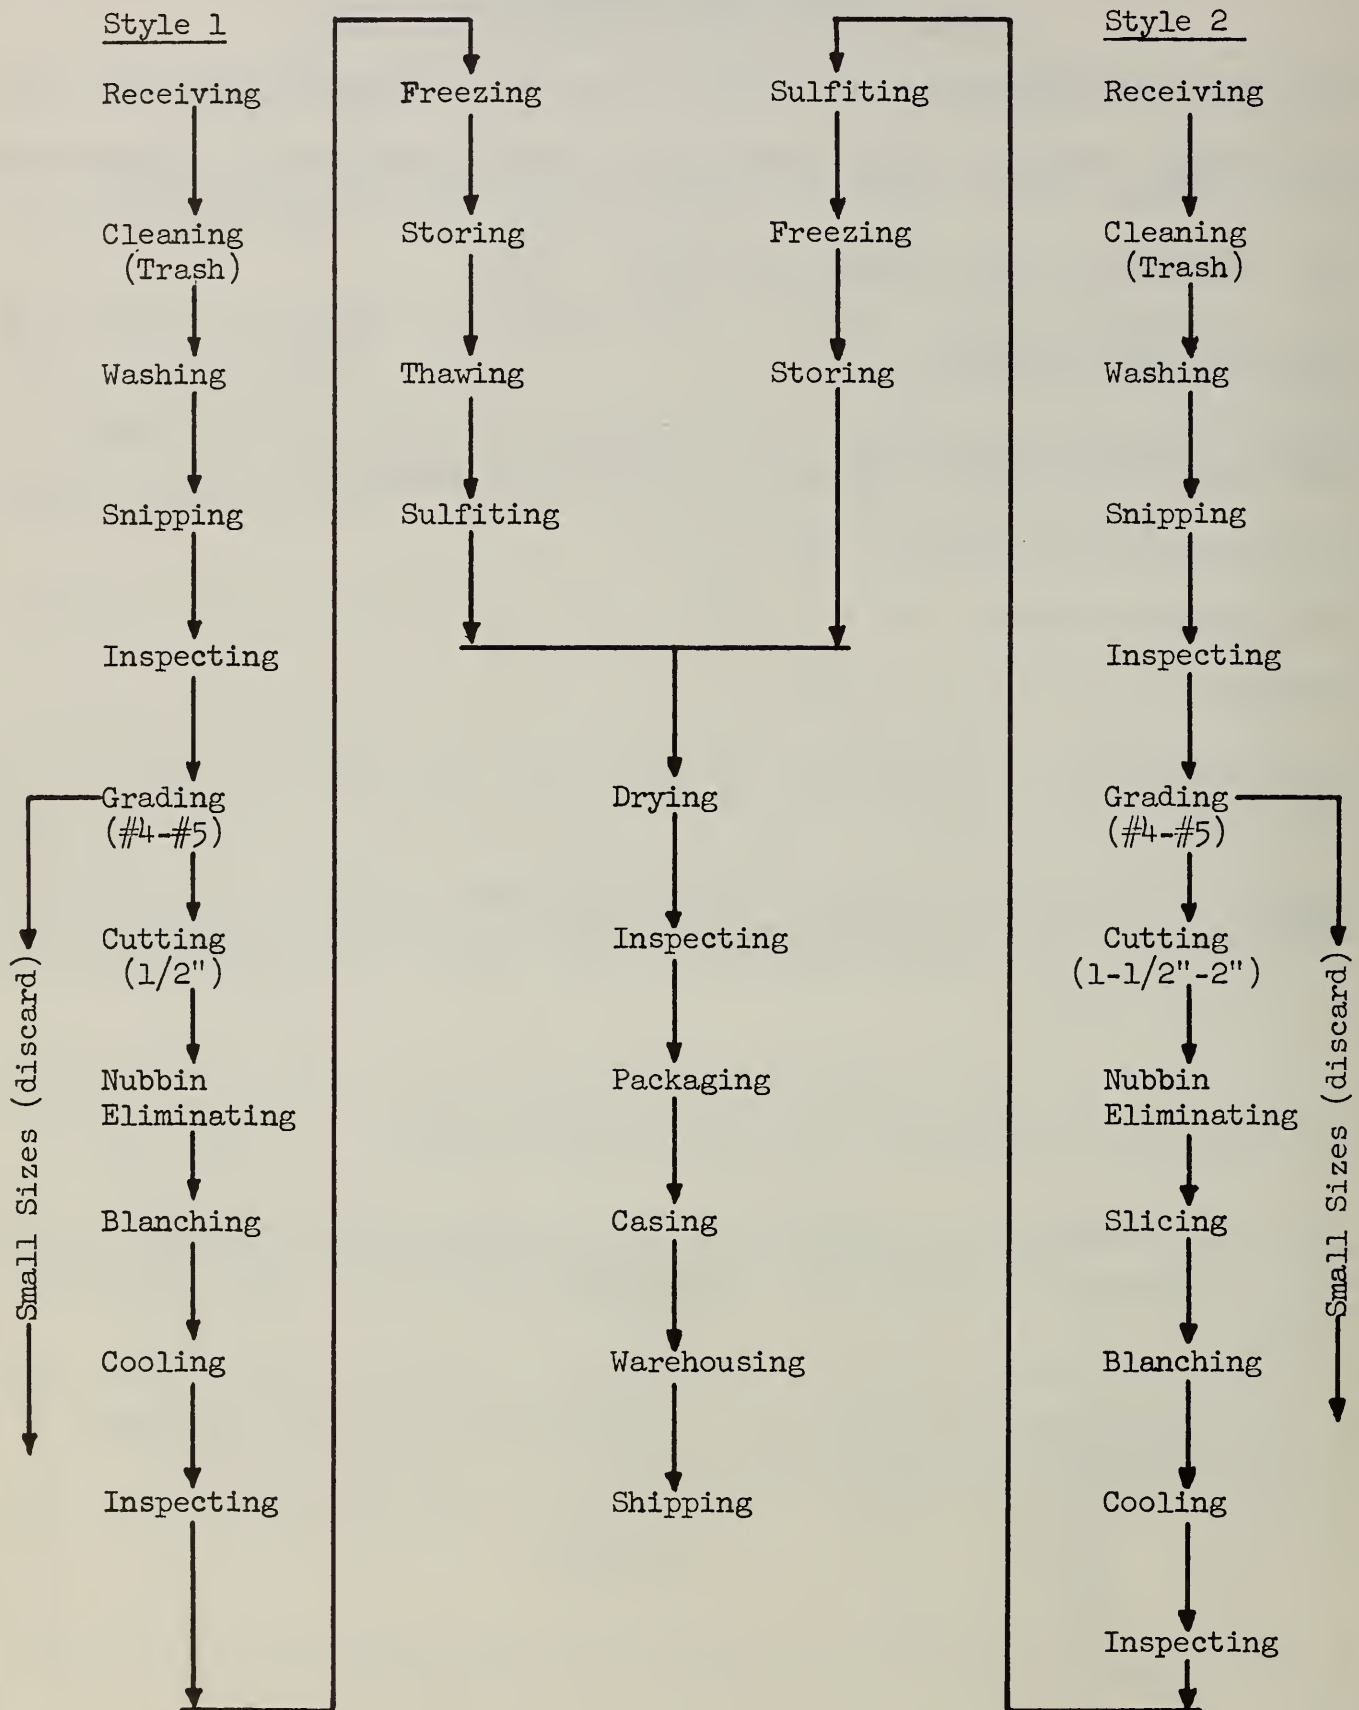 Style 1
Receiving
Cleaning
(Trash)
Washing
Snipping
Inspecting
Grading
(#4-#5)
Cutting
(1/2")
Nubbin
Eliminating
Blanching
Cooling
Inspecting
Small Sizes (discard)
Freezing
Storing
Thawing
Sulfiting
Drying
Inspecting
Packaging
Casing
Warehousing
Shipping
Sulfiting
Freezing
Storing
Style 2
Receiving
Cleaning
(Trash)
Washing
Snipping
Inspecting
Grading
(#4-#5)
Cutting
(1-1/2"-2")
Nubbin
Eliminating
Slicing
Blanching
Cooling
Inspecting
Small Sizes (discard)